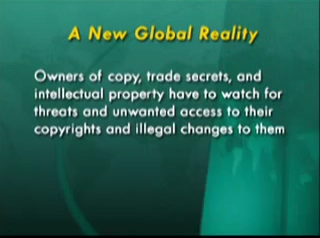 A New Global Reality
Owners of copy, trade secrets, and
intellectual property have to watch for
threats and unwanted access to their
copyrights and illegal changes to them